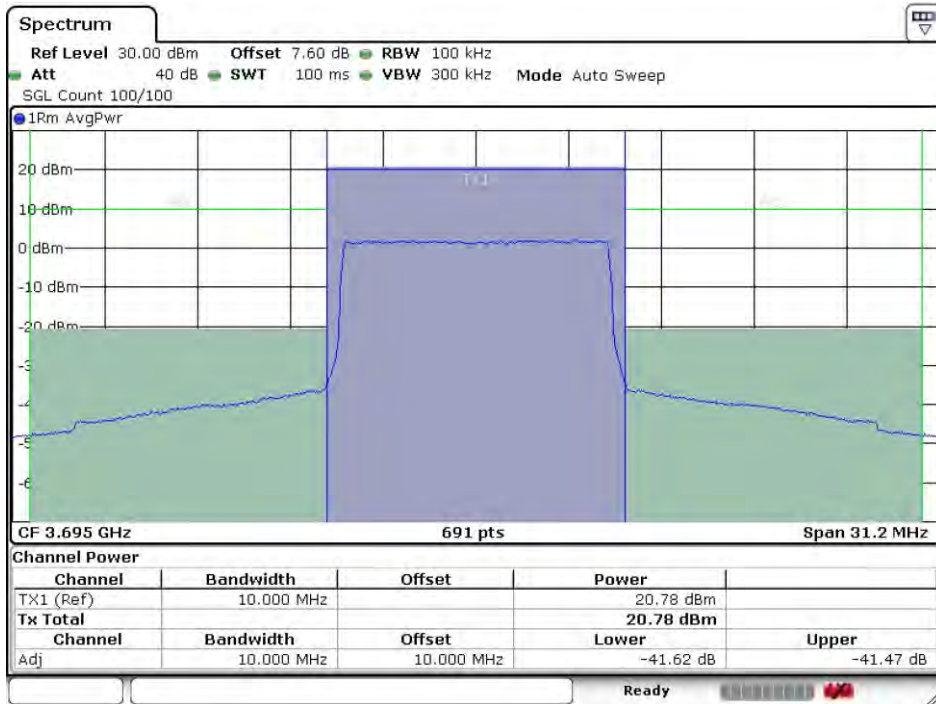 Spectrum
Ref Level 30.00 dBm Offset 7.60 dB RBW 100 kHz
Att 40 dB SWT 100 ms VBW 300 kHz Mode Auto Sweep
SGL Count 100/100
1Rm AvgPwr
20 dBm
TX1
10 dBm
0 dBm
-10 dBm
-20 dBm
CF 3.695 GHz 691 pts Span 31.2 MHz
Channel Power
Channel Bandwidth Offset Power
TX1 (Ref) 10.000 MHz 20.78 dBm
Tx Total 20.78 dBm
Channel Bandwidth Offset Lower Upper
Adj 10.000 MHz 10.000 MHz -41.62 dB -41.47 dB
Ready